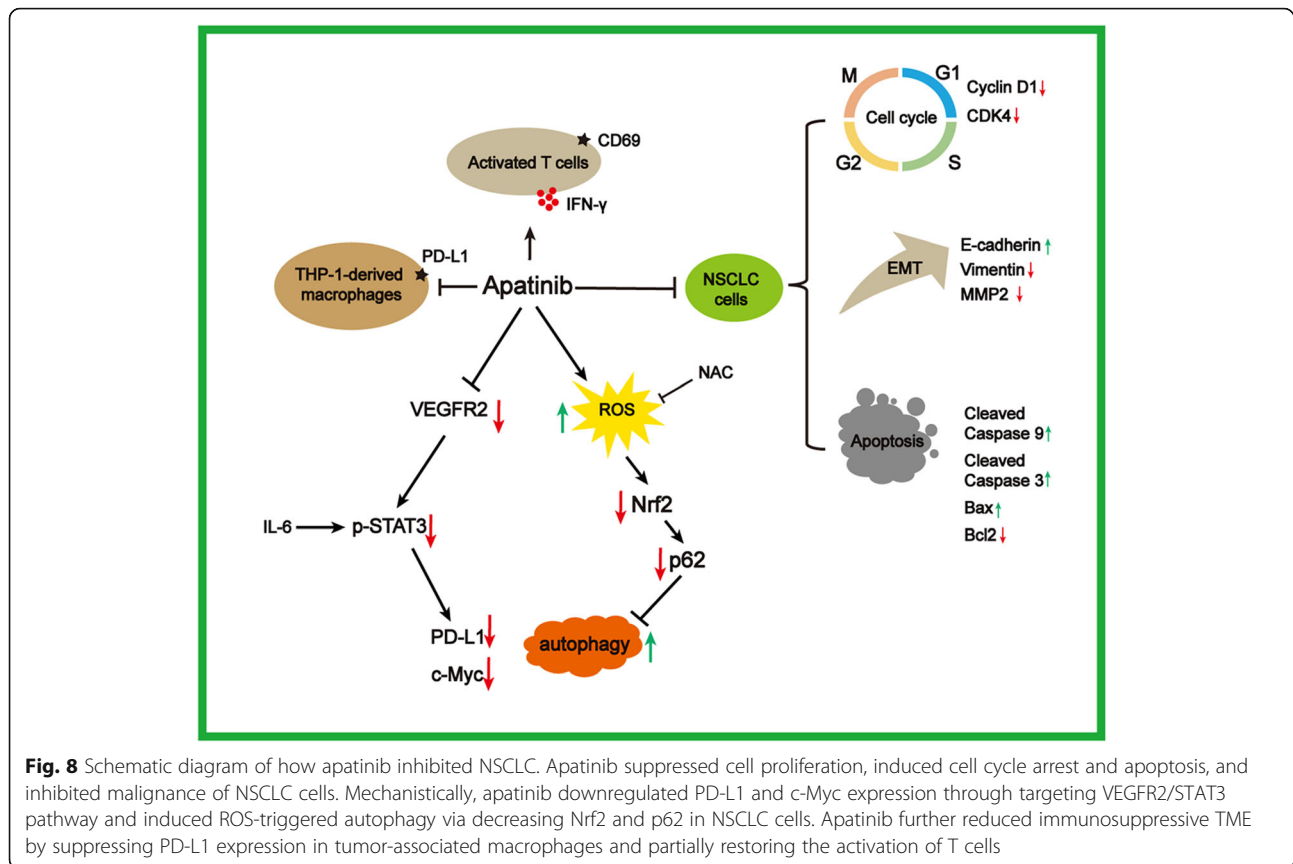 M
G1
Cell cycle
G2
S
Cyclin D1
CDK4
CD69
Activated T cells
IFN-γ
PD-L1
THP-1-derived
macrophages
Apatinib
NSCLC
cells
EMT
E-cadherin
Vimentin
MMP2
VEGFR2
ROS
NAC
Nrf2
IL-6
p-STAT3
p62
PD-L1
c-Myc
autophagy
Apoptosis
Cleaved
Caspase 9
Cleaved
Caspase 3
Bax
Bcl2
Fig. 8 Schematic diagram of how apatinib inhibited NSCLC. Apatinib suppressed cell proliferation, induced cell cycle arrest and apoptosis, and
inhibited malignance of NSCLC cells. Mechanistically, apatinib downregulated PD-L1 and c-Myc expression through targeting VEGFR2/STAT3
pathway and induced ROS-triggered autophagy via decreasing Nrf2 and p62 in NSCLC cells. Apatinib further reduced immunosuppressive TME
by suppressing PD-L1 expression in tumor-associated macrophages and partially restoring the activation of T cells